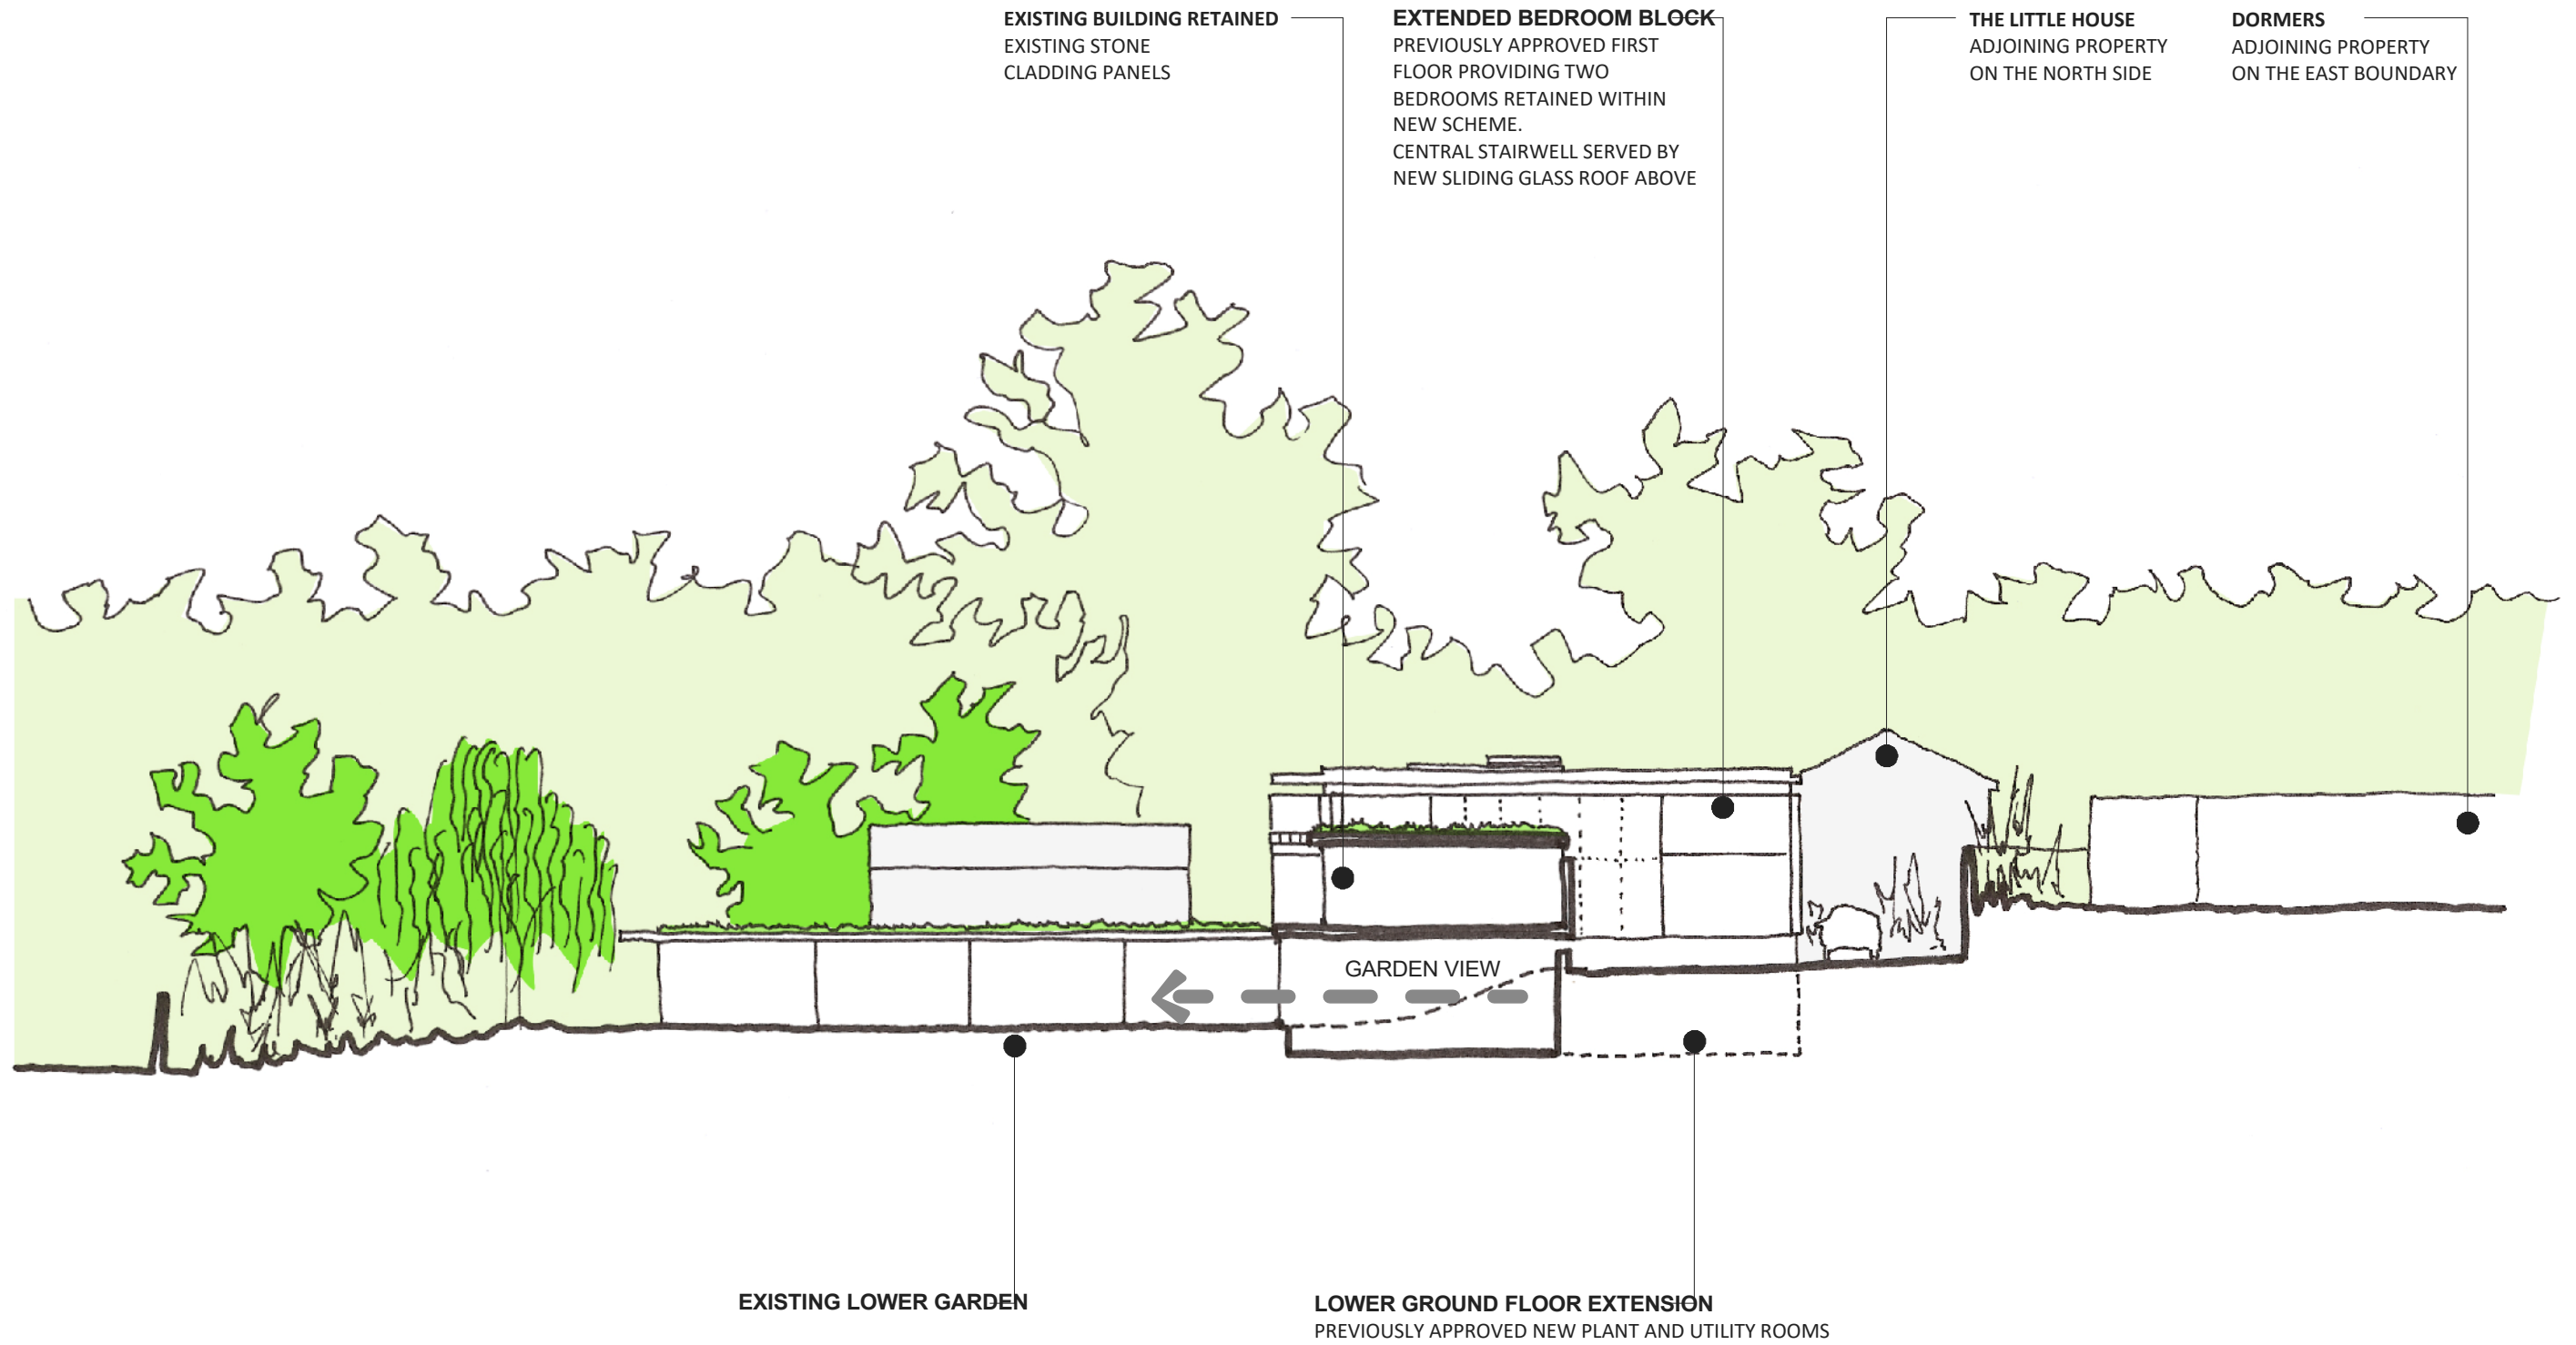 EXISTING BUILDING RETAINED
EXISTING STONE
CLADDING PANELS
EXTENDED BEDROOM BLOCK
PREVIOUSLY APPROVED FIRST
FLOOR PROVIDING TWO
BEDROOMS RETAINED WITHIN
NEW SCHEME.
CENTRAL STAIRWELL SERVED BY
NEW SLIDING GLASS ROOF ABOVE
THE LITTLE HOUSE
ADJOINING PROPERTY
ON THE NORTH SIDE
DORMERS
ADJOINING PROPERTY
ON THE EAST BOUNDARY
GARDEN VIEW
EXISTING LOWER GARDEN
LOWER GROUND FLOOR EXTENSION
PREVIOUSLY APPROVED NEW PLANT AND UTILITY ROOMS